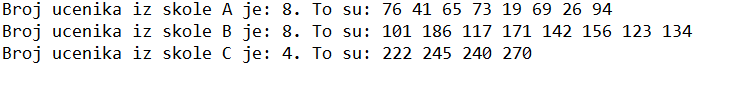 Broj ucenika iz skole A je: 8. To su: 76 41 65 73 19 69 26 94
Broj ucenika iz skole B je: 8. To su: 101 186 117 171 142 156 123 134
Broj ucenika iz skole C je: 4. To su: 222 245 240 270